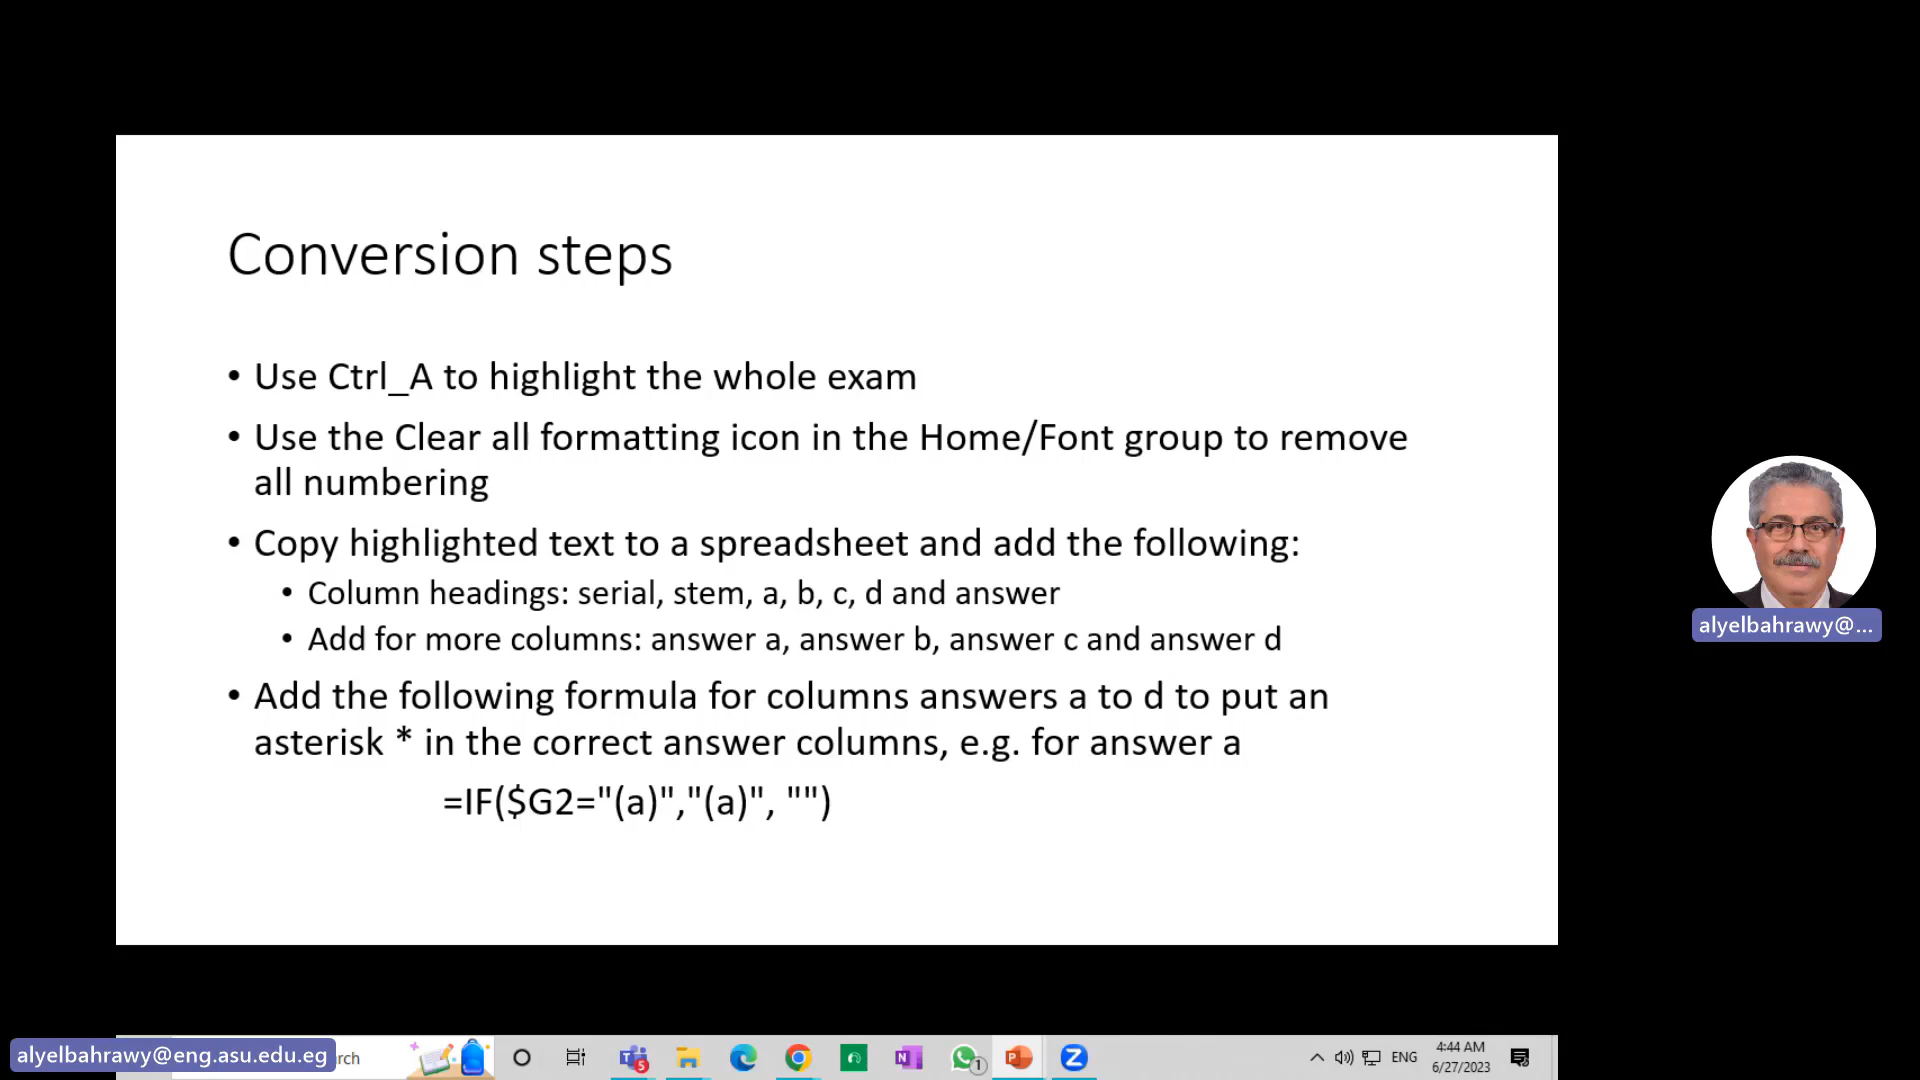 Conversion steps
• Use Ctrl_A to highlight the whole exam
• Use the Clear all formatting icon in the Home/Font group to remove
all numbering
• Copy highlighted text to a spreadsheet and add the following:
• Column headings: serial, stem, a, b, c, d and answer
• Add for more columns: answer a, answer b, answer c and answer d
• Add the following formula for columns answers a to d to put an
asterisk * in the correct answer columns, e.g. for answer a
=IF($G2="(a)","(a)", "")
alyelbahrawy@...
alyelbahrawy@eng.asu.edu.eg
rch
T
5
N
1
P
Z
ENG
4:44 AM
6/27/2023